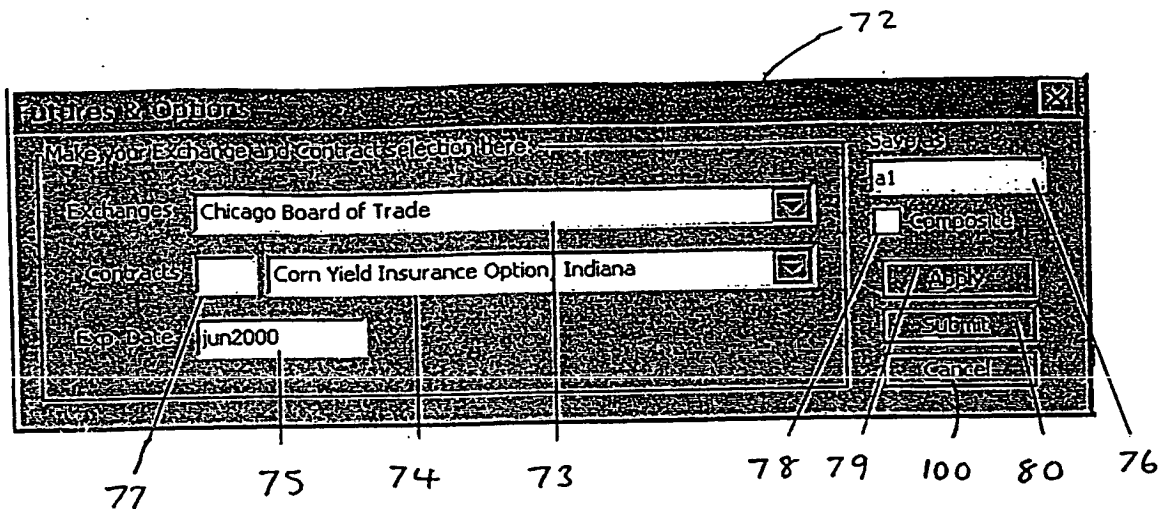 72
Futures & Options
Make your Exchange and Contract selection here
Save as
a1
Exchanges Chicago Board of Trade
composite
Contracts Corn Yield Insurance Option, Indiana
Apply
Exp. Date jun2000
Submit
Cancel
77 75 74 73 78 79 100 80 76